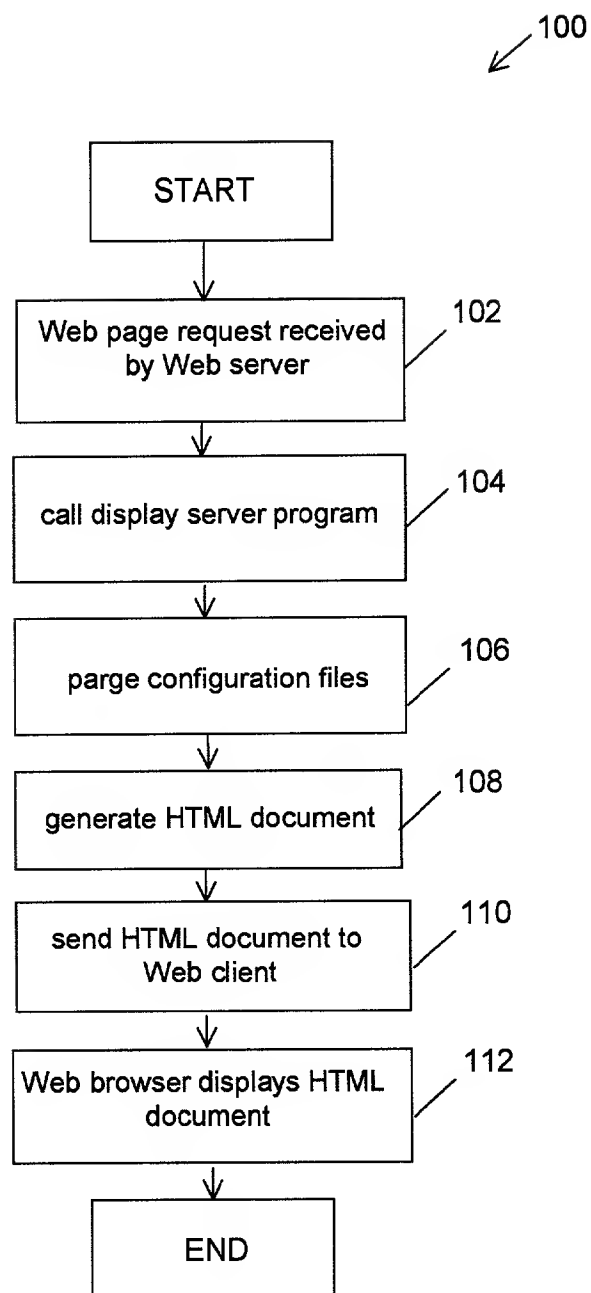 100
START
Web page request received
by Web server
102
call display server program
104
parge configuration files
106
generate HTML document
108
send HTML document to
Web client
110
Web browser displays HTML
document
112
END